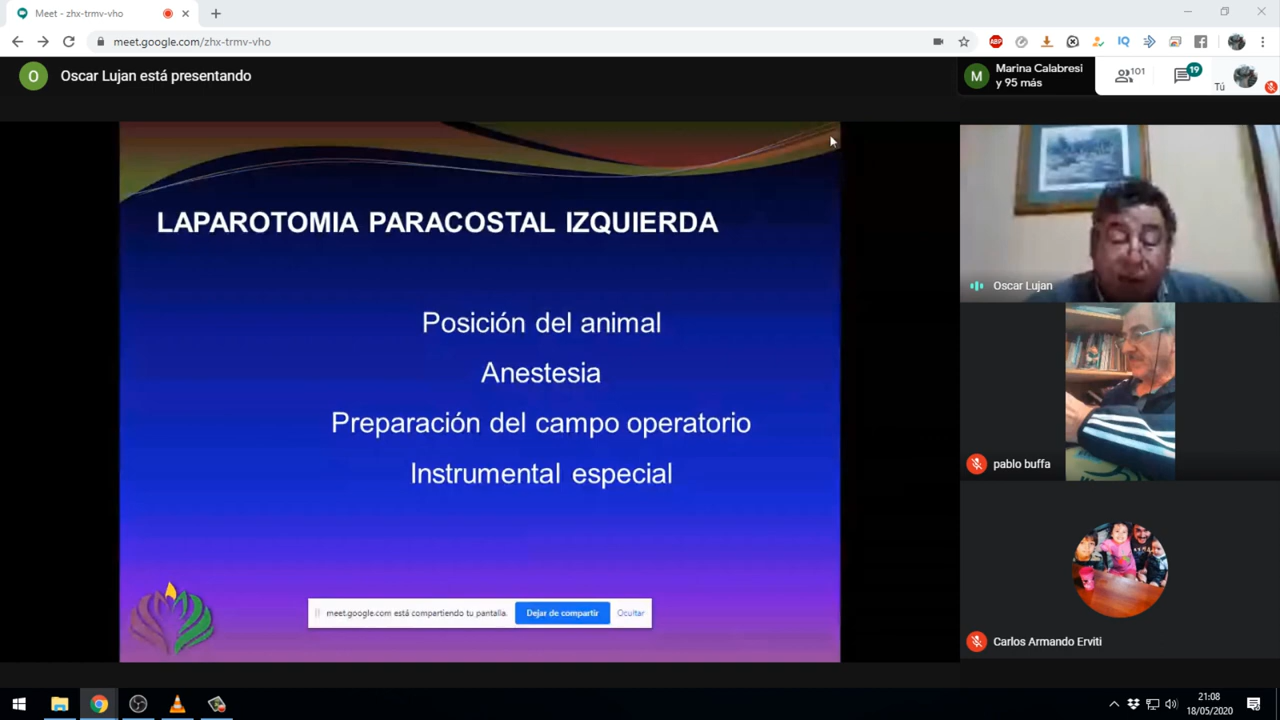 Meet - zhx-trmv-vho
meet.google.com/zhx-trmv-vho
ABP
IQ
O
Oscar Lujan está presentando
M
Marina Calabresi
y 95 más
101
19
Tú
LAPAROTOMIA PARACOSTAL IZQUIERDA
Posición del animal
Anestesia
Preparación del campo operatorio
Instrumental especial
meet.google.com está compartiendo tu pantalla.
Dejar de compartir
Ocultar
Oscar Lujan
pablo buffa
Carlos Armando Erviti
21:08
18/05/2020